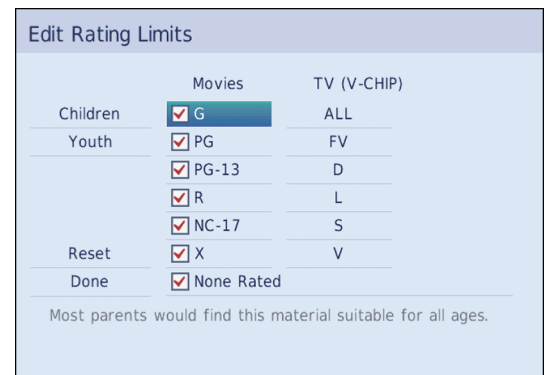 Edit Rating Limits
Movies TV (V-CHIP)
Children G ALL
Youth PG FV
PG-13 D
R L
NC-17 S
Reset X V
Done None Rated
Most parents would find this material suitable for all ages.